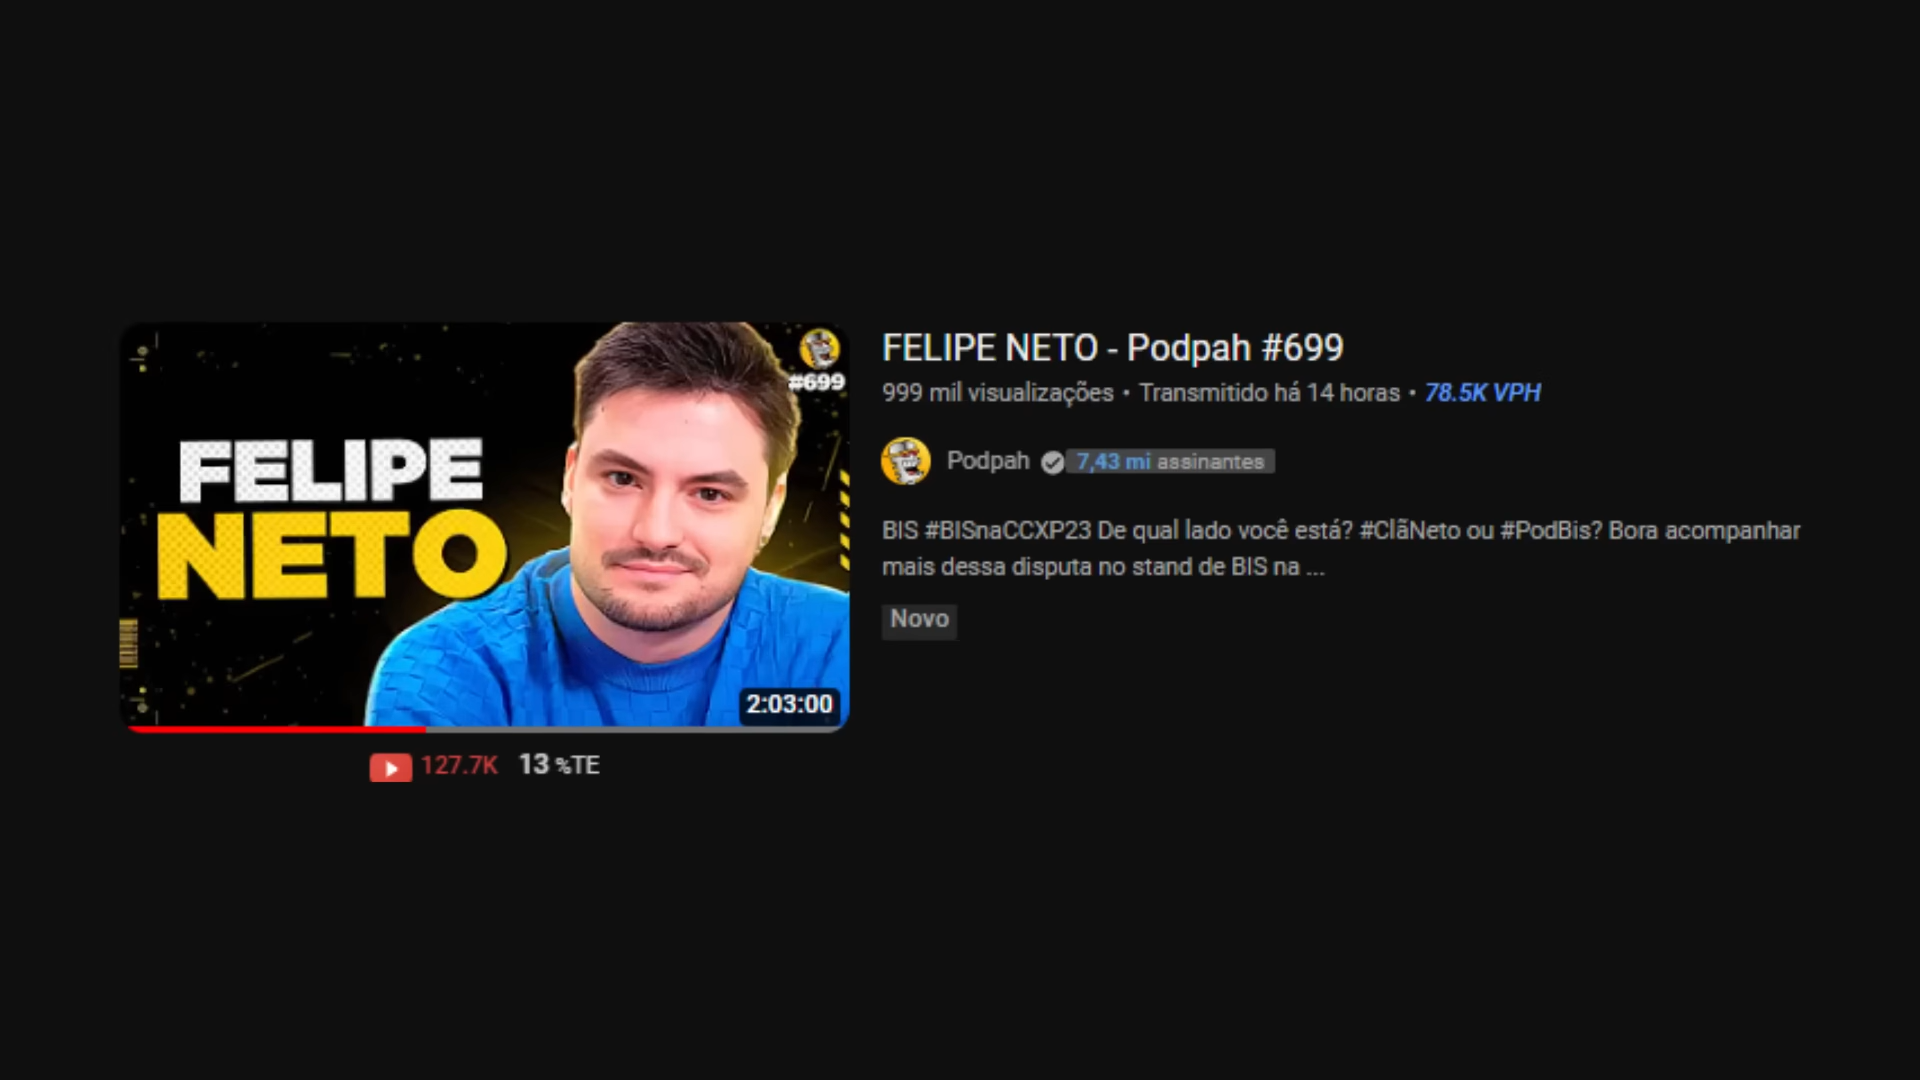 #699
FELIPE
NETO
2:03:00
127.7K 13 %TE
FELIPE NETO - Podpah #699
999 mil visualizações • Transmitido há 14 horas • 78.5K VPH
Podpah 7,43 mi assinantes
BIS #BISnaCCXP23 De qual lado você está? #ClãNeto ou #PodBis? Bora acompanhar
mais dessa disputa no stand de BIS na ...
Novo